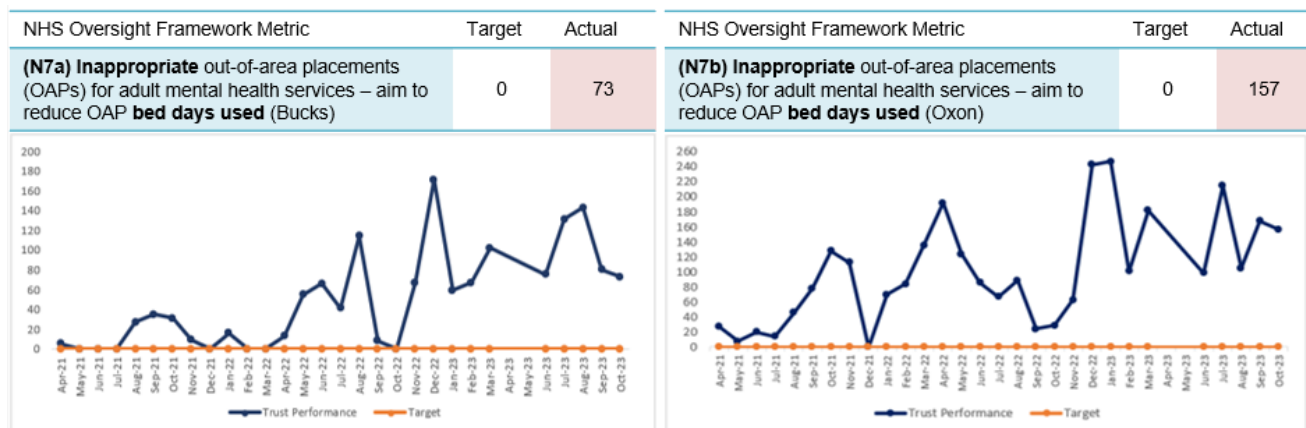 NHS Oversight Framework Metric Target Actual
(N7a) Inappropriate out-of-area placements
(OAPs) for adult mental health services – aim to
reduce OAP bed days used (Bucks)
0 73
200
180
160
140
120
100
80
60
40
20
0
Apr-21 May-21 Jun-21 Jul-21 Aug-21 Sep-21 Oct-21 Nov-21 Dec-21 Jan-22 Feb-22 Mar-22 Apr-22 May-22 Jun-22 Jul-22 Aug-22 Sep-22 Oct-22 Nov-22 Dec-22 Jan-23 Feb-23 Mar-23 Apr-23 May-23 Jun-23 Jul-23 Aug-23 Sep-23 Oct-23
Trust Performance Target
NHS Oversight Framework Metric Target Actual
(N7b) Inappropriate out-of-area placements
(OAPs) for adult mental health services – aim to
reduce OAP bed days used (Oxon)
0 157
260
240
220
200
180
160
140
120
100
80
60
40
20
0
Apr-21 May-21 Jun-21 Jul-21 Aug-21 Sep-21 Oct-21 Nov-21 Dec-21 Jan-22 Feb-22 Mar-22 Apr-22 May-22 Jun-22 Jul-22 Aug-22 Sep-22 Oct-22 Nov-22 Dec-22 Jan-23 Feb-23 Mar-23 Apr-23 May-23 Jun-23 Jul-23 Aug-23 Sep-23 Oct-23
Trust Performance Target